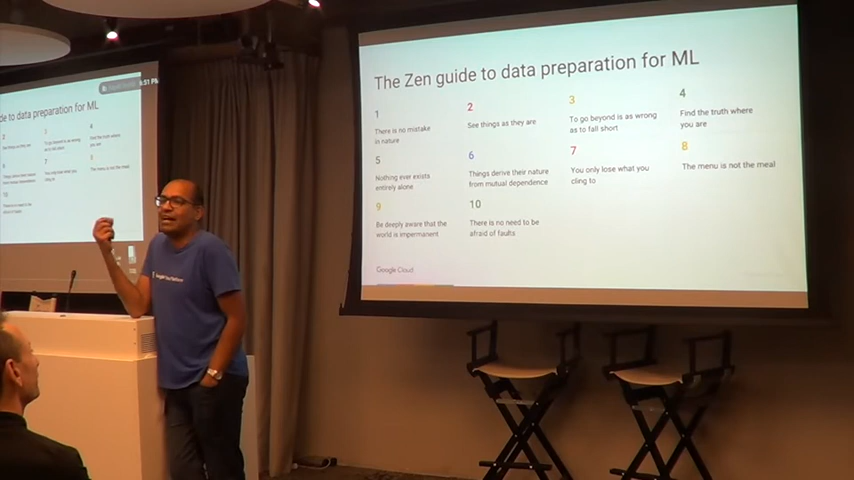 The Zen guide to data preparation for ML
1
There is no mistake
in nature
2
See things as they are
3
To go beyond is as wrong
as to fall short
4
Find the truth where
you are
5
Nothing ever exists
entirely alone
6
Things derive their nature
from mutual dependence
7
You only lose what you
cling to
8
The menu is not the meal
9
Be deeply aware that the
world is impermanent
10
There is no need to be
afraid of faults
Google Cloud
de to data preparation for ML